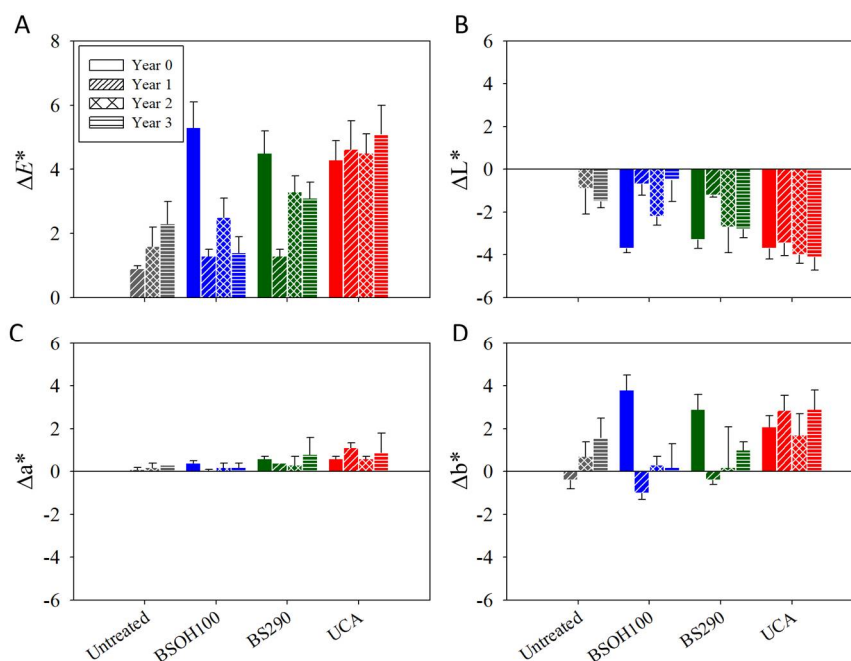 A
Year 0
Year 1
Year 2
Year 3
ΔE*
8
6
4
2
0
B
ΔL*
6
4
2
0
-2
-4
-6
C
Δa*
6
4
2
0
-2
-4
-6
Untreated
BSOH100
BS290
UCA
D
Δb*
6
4
2
0
-2
-4
-6
Untreated
BSOH100
BS290
UCA